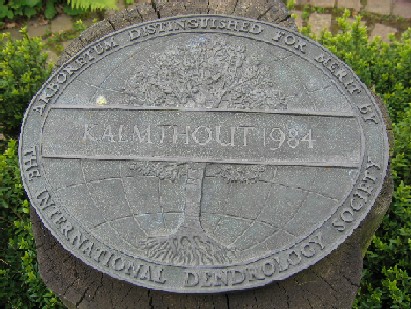 ARBORETUM DISTINGUISHED FOR MERIT BY
THE INTERNATIONAL DENDROLOGY SOCIETY
KALMTHOUT 1984